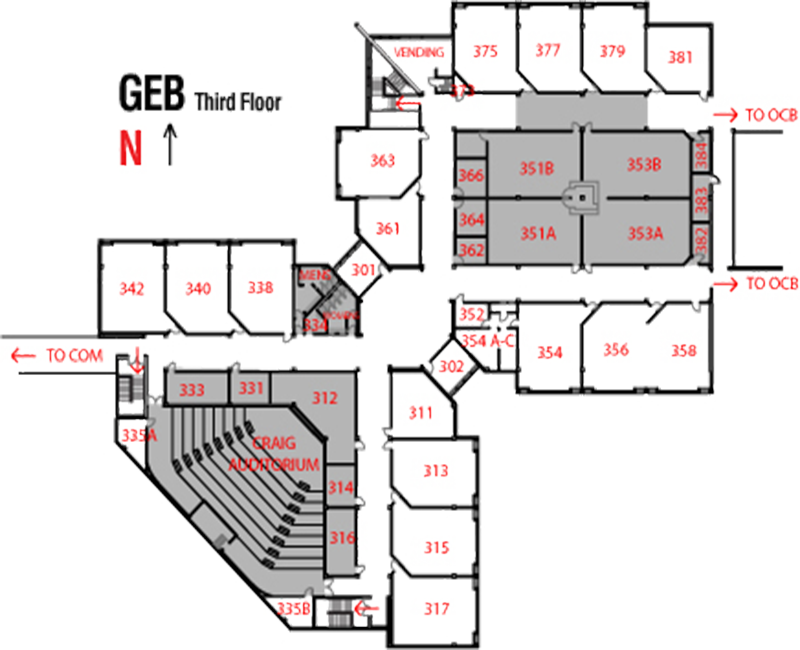 VENDING
375
377
379
381
GEB Third Floor
373
TO OCB
N
363
351B
353B
384
366
383
361
364
351A
353A
382
362
301
342
340
338
MENS
TO OCB
334
WOMENS
352
TO COM
354 A-C
354
356
358
302
333
331
312
311
335A
CRAIG
AUDITORIUM
313
314
316
315
335B
317